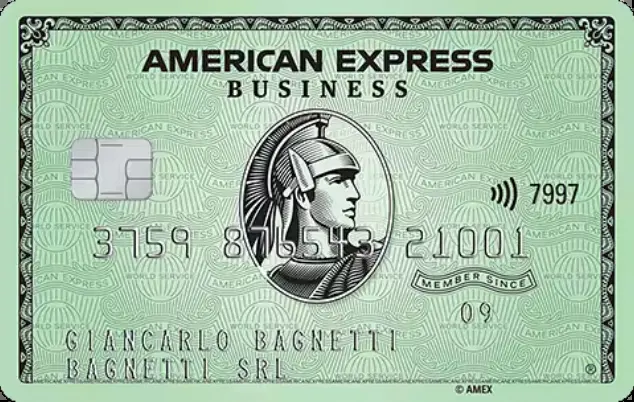 AMERICAN EXPRESS
BUSINESS
7997
3759 876543 21001
MEMBER SINCE
09
GIANCARLO BAGNETTI
BAGNETTI SRL
®
© AMEX